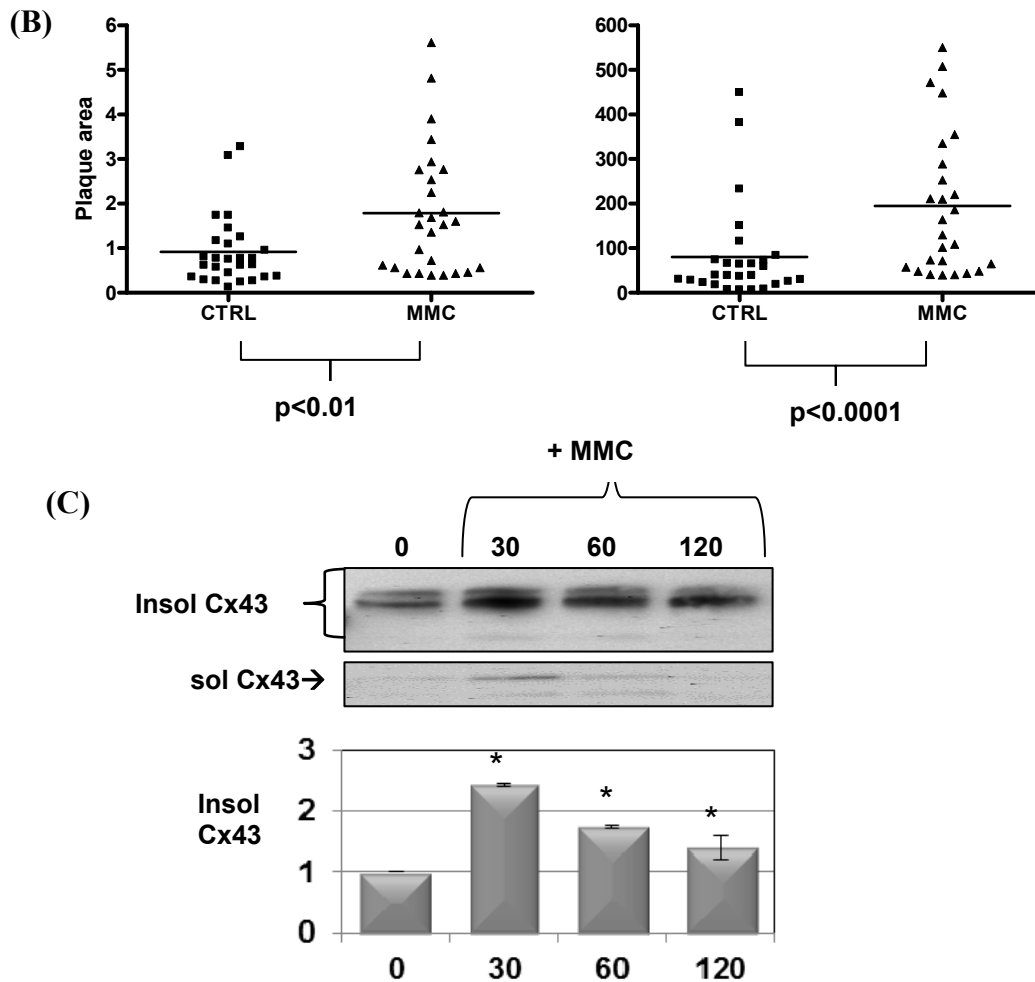 (B)
6
5
4
3
2
1
0
Plaque area
CTRL
MMC
p<0.01
600
500
400
300
200
100
0
CTRL
MMC
p<0.0001
+ MMC
(C)
0 30 60 120
Insol Cx43
sol Cx43→
3
2
1
0
Insol
Cx43
* * *
0 30 60 120